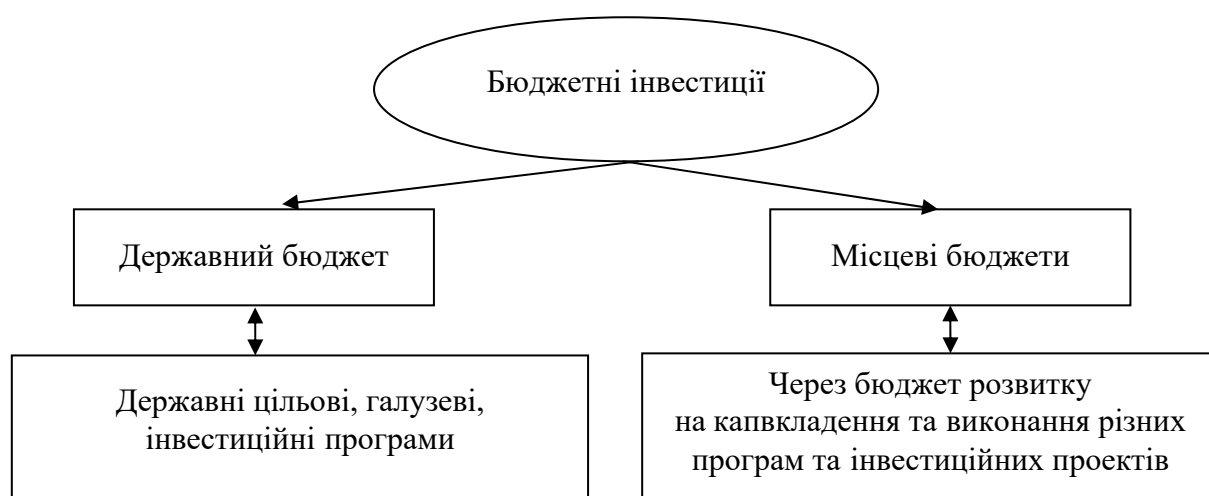 Бюджетні інвестиції
Державний бюджет
Місцеві бюджети
Державні цільові, галузеві,
інвестиційні програми
Через бюджет розвитку
на капвкладення та виконання різних
програм та інвестиційних проектів